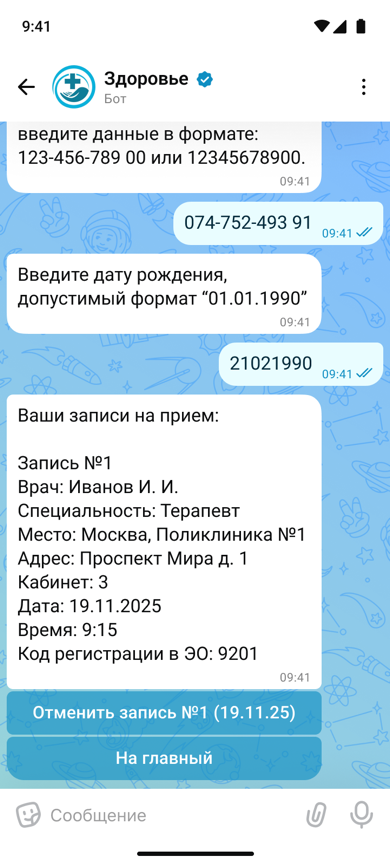 9:41
Здоровье
Бот
введите данные в формате:
123-456-789 00 или 12345678900.
09:41
074-752-493 91
09:41
Введите дату рождения,
допустимый формат “01.01.1990”
09:41
21021990
09:41
Ваши записи на прием:
Запись №1
Врач: Иванов И. И.
Специальность: Терапевт
Место: Москва, Поликлиника №1
Адрес: Проспект Мира д. 1
Кабинет: 3
Дата: 19.11.2025
Время: 9:15
Код регистрации в ЭО: 9201
09:41
Отменить запись №1 (19.11.25)
На главный
Сообщение